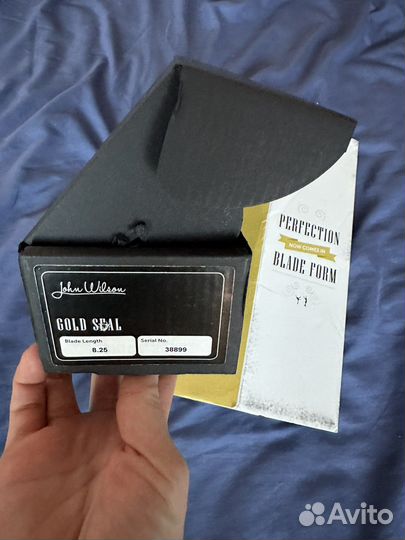 PERFECTION
NOW COMES IN
BLADE FORM
John Wilson
GOLD SEAL
Blade Length
Serial No.
8.25
38899
Avito